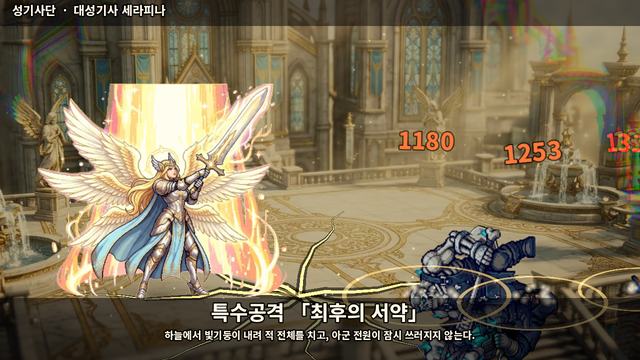 성기사단 · 대성기사 세라피나
1180
1253
특수공격 「최후의 서약」
하늘에서 빛기둥이 내려 적 전체를 치고, 아군 전원이 잠시 쓰러지지 않는다.